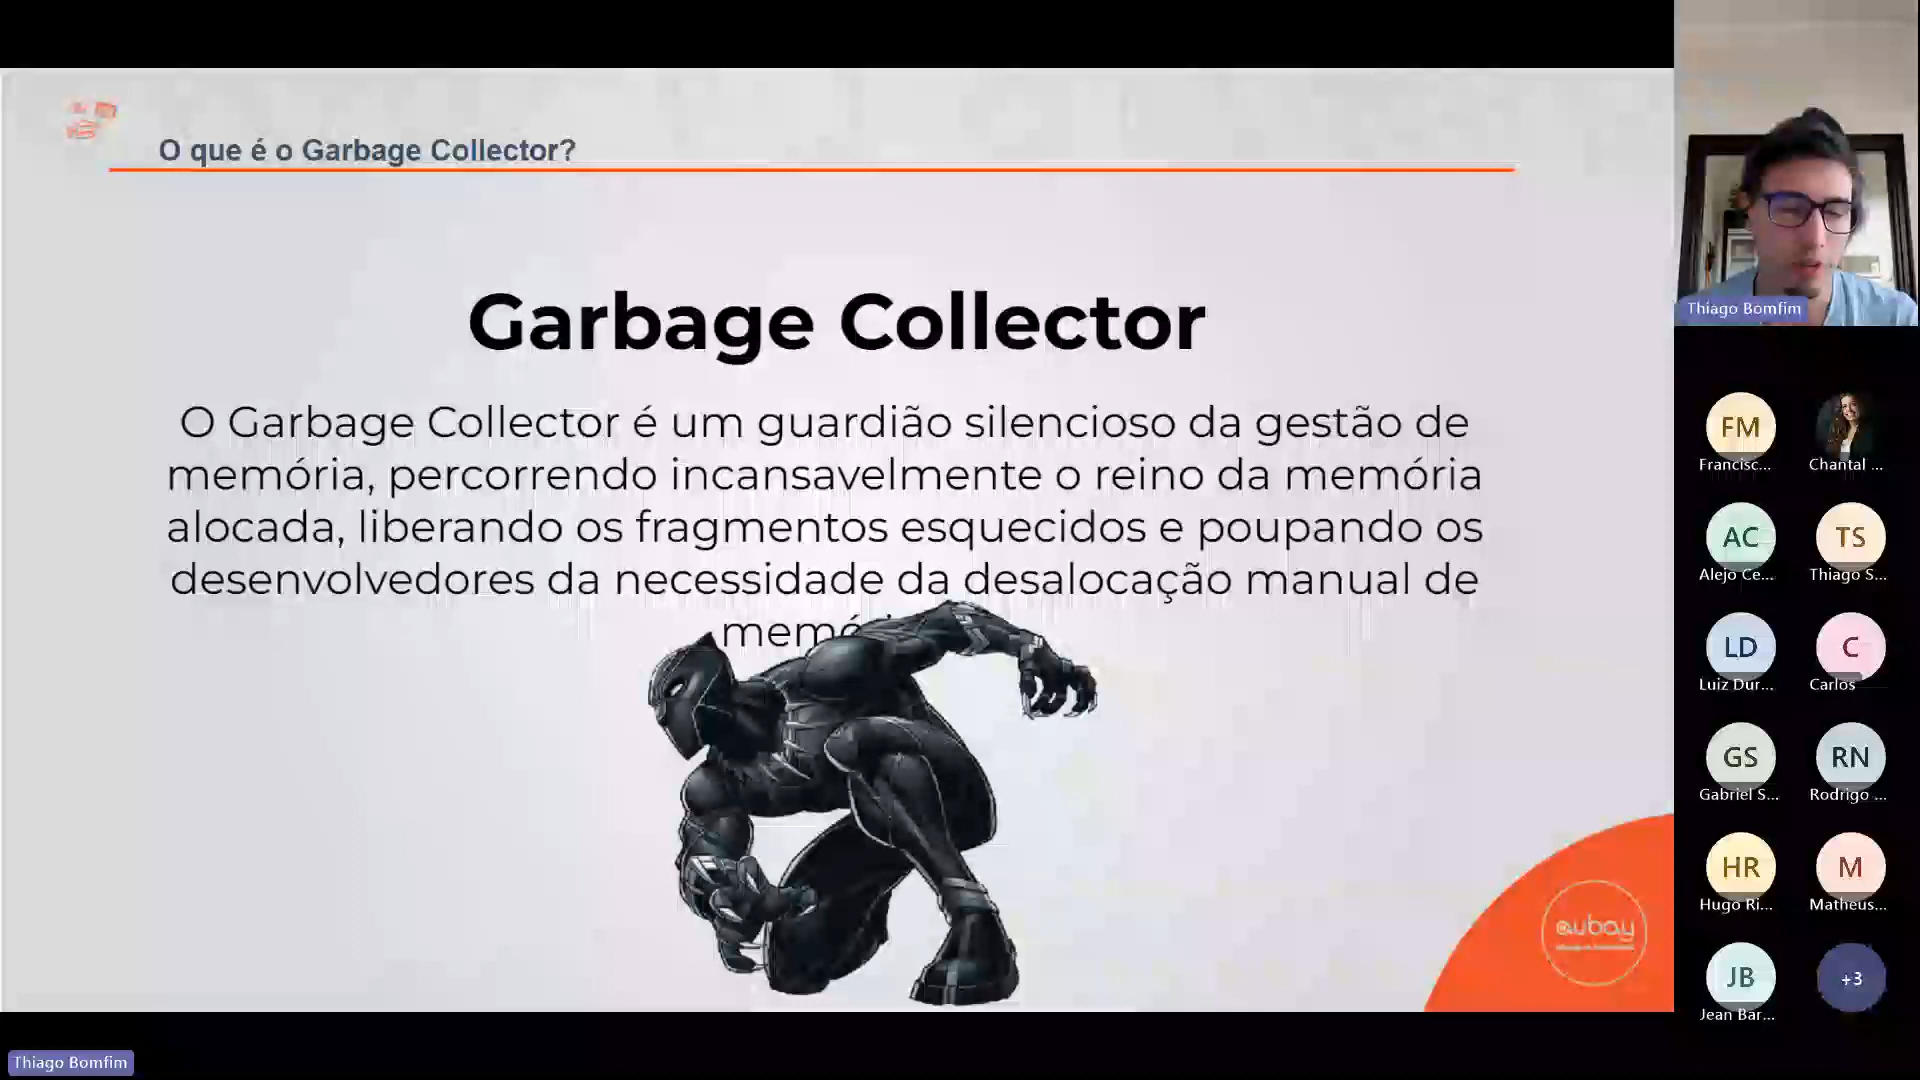 O que é o Garbage Collector?
Garbage Collector
O Garbage Collector é um guardião silencioso da gestão de
memória, percorrendo incansavelmente o reino da memória
alocada, liberando os fragmentos esquecidos e poupando os
desenvolvedores da necessidade da desalocação manual de
aubay
Thiago Bomfim
FM
Francisc...
Chantal ...
AC
Alejo Ce...
TS
Thiago S...
LD
Luiz Dur...
C
Carlos
GS
Gabriel S...
RN
Rodrigo ...
HR
Hugo Ri...
M
Matheus...
JB
Jean Bar...
+3
Thiago Bomfim